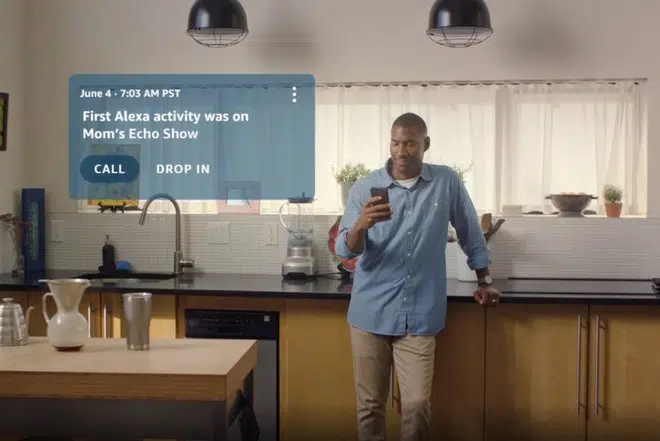 June 4 · 7:03 AM PST
First Alexa activity was on
Mom's Echo Show
CALL DROP IN